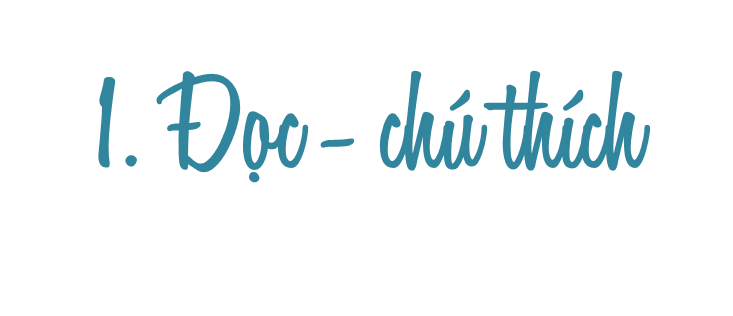 1. Đọc – chú thích